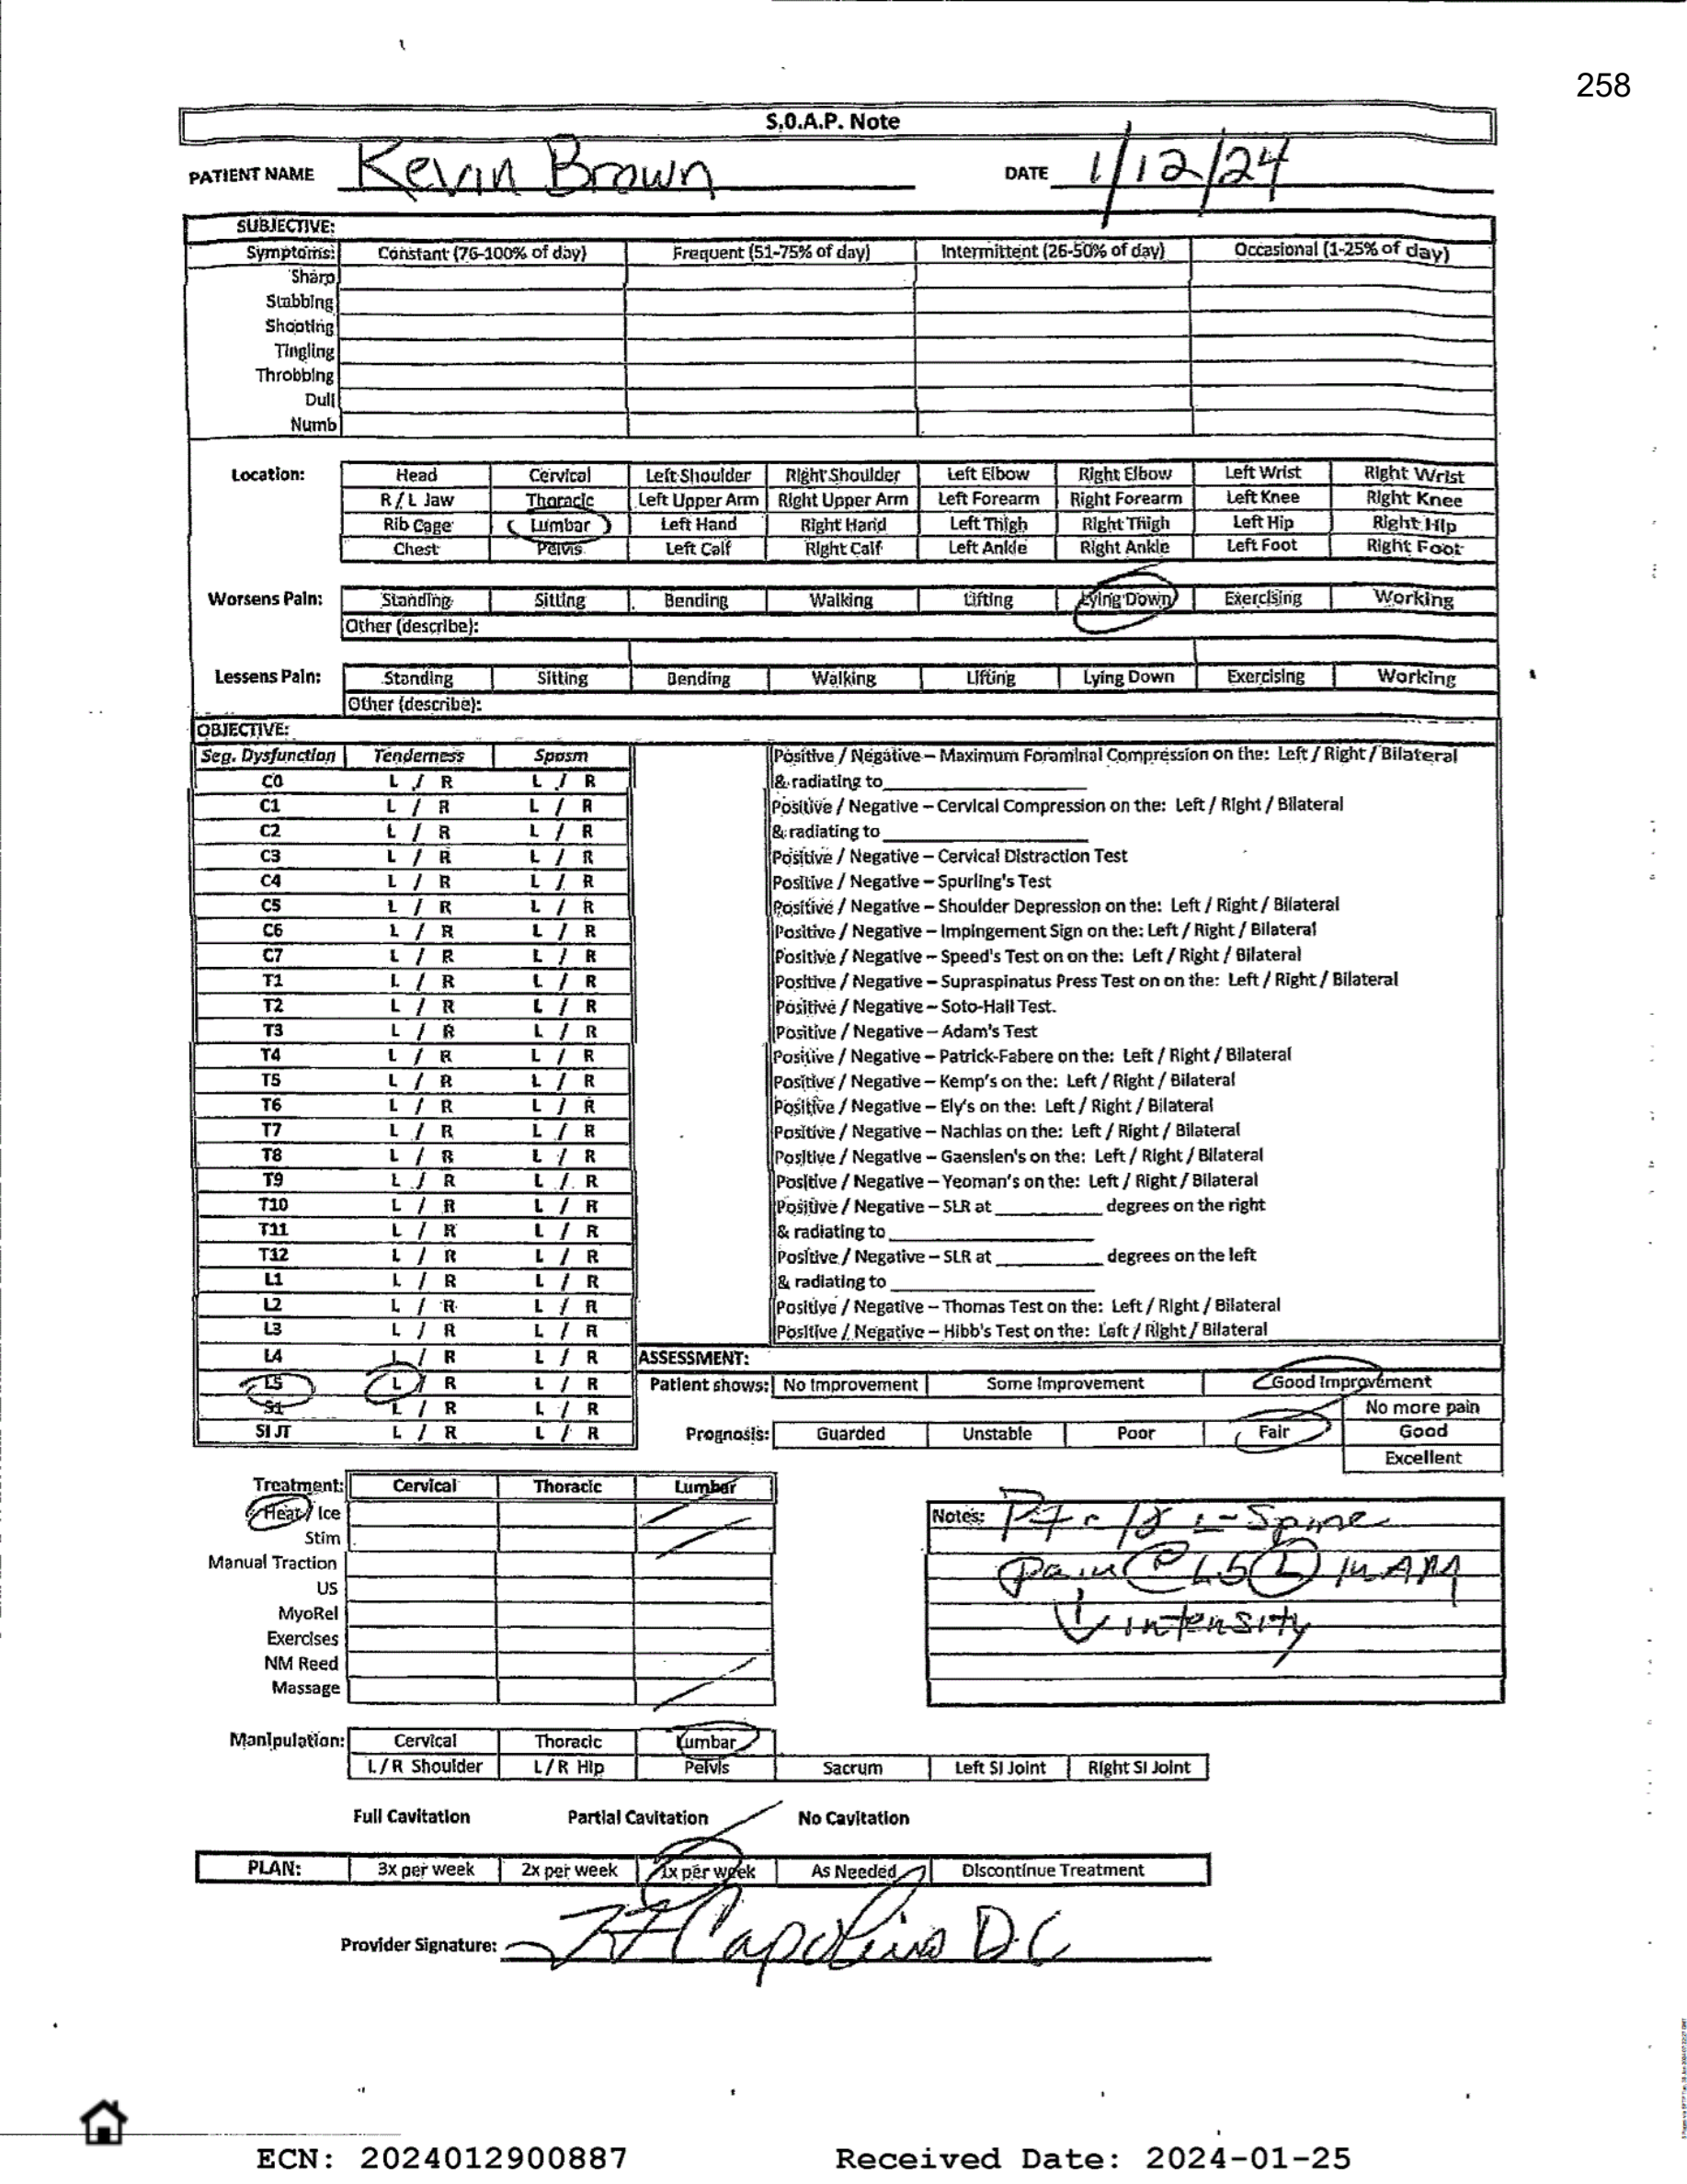 258
S.O.A.P. Note
PATIENT NAME Kevin Brown DATE 1/12/24
SUBJECTIVE:
Symptoms: Constant (76-100% of day) Frequent (51-75% of day) Intermittent (26-50% of day) Occasional (1-25% of day)
Sharp
Stabbing
Shooting
Tingling
Throbbing
Dull
Numb
Location: Head Cervical Left Shoulder Right Shoulder Left Elbow Right Elbow Left Wrist Right Wrist
R / L Jaw Thoracic Left Upper Arm Right Upper Arm Left Forearm Right Forearm Left Knee Right Knee
Rib Cage Lumbar Left Hand Right Hand Left Thigh Right Thigh Left Hip Right Hip
Chest Pelvis Left Calf Right Calf Left Ankle Right Ankle Left Foot Right Foot
Worsens Pain: Standing Sitting Bending Walking Lifting Lying Down Exercising Working
Other (describe):
Lessens Pain: Standing Sitting Bending Walking Lifting Lying Down Exercising Working
Other (describe):
OBJECTIVE:
Seg. Dysfunction Tenderness Spasm Positive / Negative – Maximum Foraminal Compression on the: Left / Right / Bilateral
C0 L / R L / R & radiating to
C1 L / R L / R Positive / Negative – Cervical Compression on the: Left / Right / Bilateral
C2 L / R L / R & radiating to
C3 L / R L / R Positive / Negative – Cervical Distraction Test
C4 L / R L / R Positive / Negative – Spurling's Test
C5 L / R L / R Positive / Negative – Shoulder Depression on the: Left / Right / Bilateral
C6 L / R L / R Positive / Negative – Impingement Sign on the: Left / Right / Bilateral
C7 L / R L / R Positive / Negative – Speed's Test on on the: Left / Right / Bilateral
T1 L / R L / R Positive / Negative – Supraspinatus Press Test on on the: Left / Right / Bilateral
T2 L / R L / R Positive / Negative – Soto-Hall Test.
T3 L / R L / R Positive / Negative – Adam's Test
T4 L / R L / R Positive / Negative – Patrick-Fabere on the: Left / Right / Bilateral
T5 L / R L / R Positive / Negative – Kemp's on the: Left / Right / Bilateral
T6 L / R L / R Positive / Negative – Ely's on the: Left / Right / Bilateral
T7 L / R L / R Positive / Negative – Nachlas on the: Left / Right / Bilateral
T8 L / R L / R Positive / Negative – Gaenslen's on the: Left / Right / Bilateral
T9 L / R L / R Positive / Negative – Yeoman's on the: Left / Right / Bilateral
T10 L / R L / R Positive / Negative – SLR at degrees on the right
T11 L / R L / R & radiating to
T12 L / R L / R Positive / Negative – SLR at degrees on the left
L1 L / R L / R & radiating to
L2 L / R L / R Positive / Negative – Thomas Test on the: Left / Right / Bilateral
L3 L / R L / R Positive / Negative – Hibb's Test on the: Left / Right / Bilateral
L4 L / R L / R ASSESSMENT:
L5 L / R L / R Patient shows: No Improvement Some Improvement Good Improvement
S1 L / R L / R No more pain
SI JT L / R L / R Prognosis: Guarded Unstable Poor Fair Good
Excellent
Treatment: Cervical Thoracic Lumbar
Heat / Ice
Stim
Manual Traction
US
MyoRel
Exercises
NM Reed
Massage
Notes: L-Spine
pain @ L5 (L) in AM
↓ intensity
Manipulation: Cervical Thoracic Lumbar
L / R Shoulder L / R Hip Pelvis Sacrum Left SI Joint Right SI Joint
Full Cavitation Partial Cavitation No Cavitation
PLAN: 3x per week 2x per week 1x per week As Needed Discontinue Treatment
Provider Signature: Capolino D.C
ECN: 2024012900887 Received Date: 2024-01-25